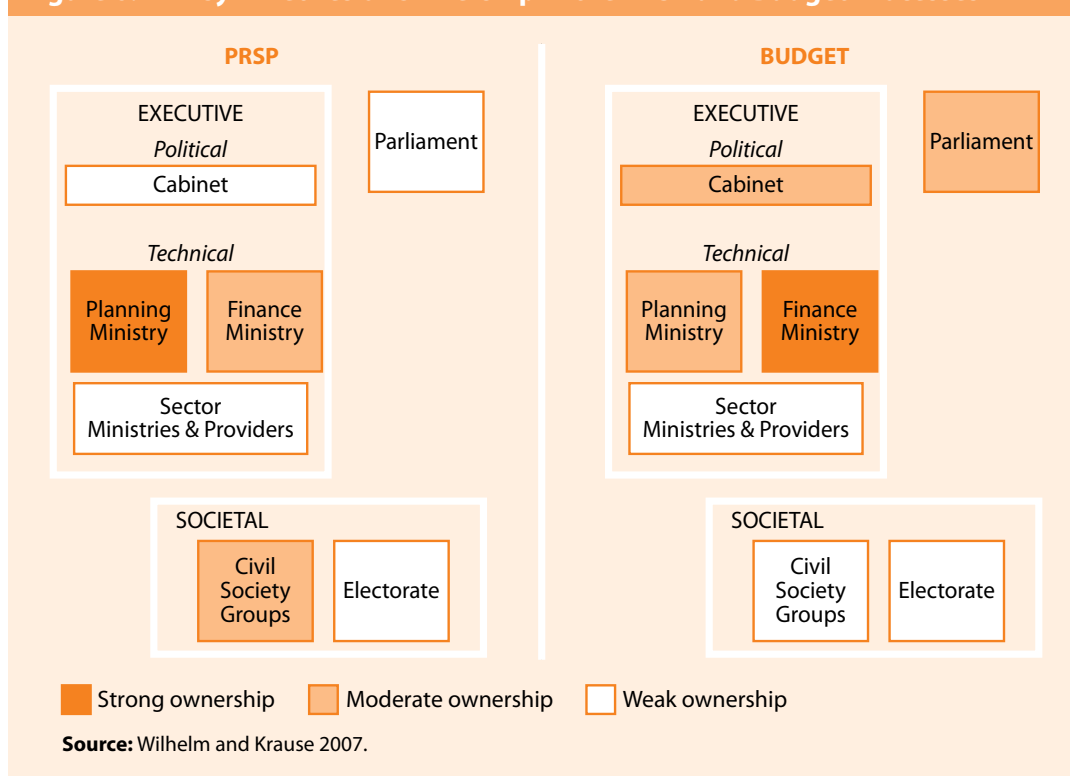 PRSP
EXECUTIVE
Political
Cabinet
Parliament
Technical
Planning
Ministry
Finance
Ministry
Sector
Ministries & Providers
SOCIETAL
Civil
Society
Groups
Electorate
BUDGET
EXECUTIVE
Political
Cabinet
Parliament
Technical
Planning
Ministry
Finance
Ministry
Sector
Ministries & Providers
SOCIETAL
Civil
Society
Groups
Electorate
Strong ownership
Moderate ownership
Weak ownership
Source: Wilhelm and Krause 2007.